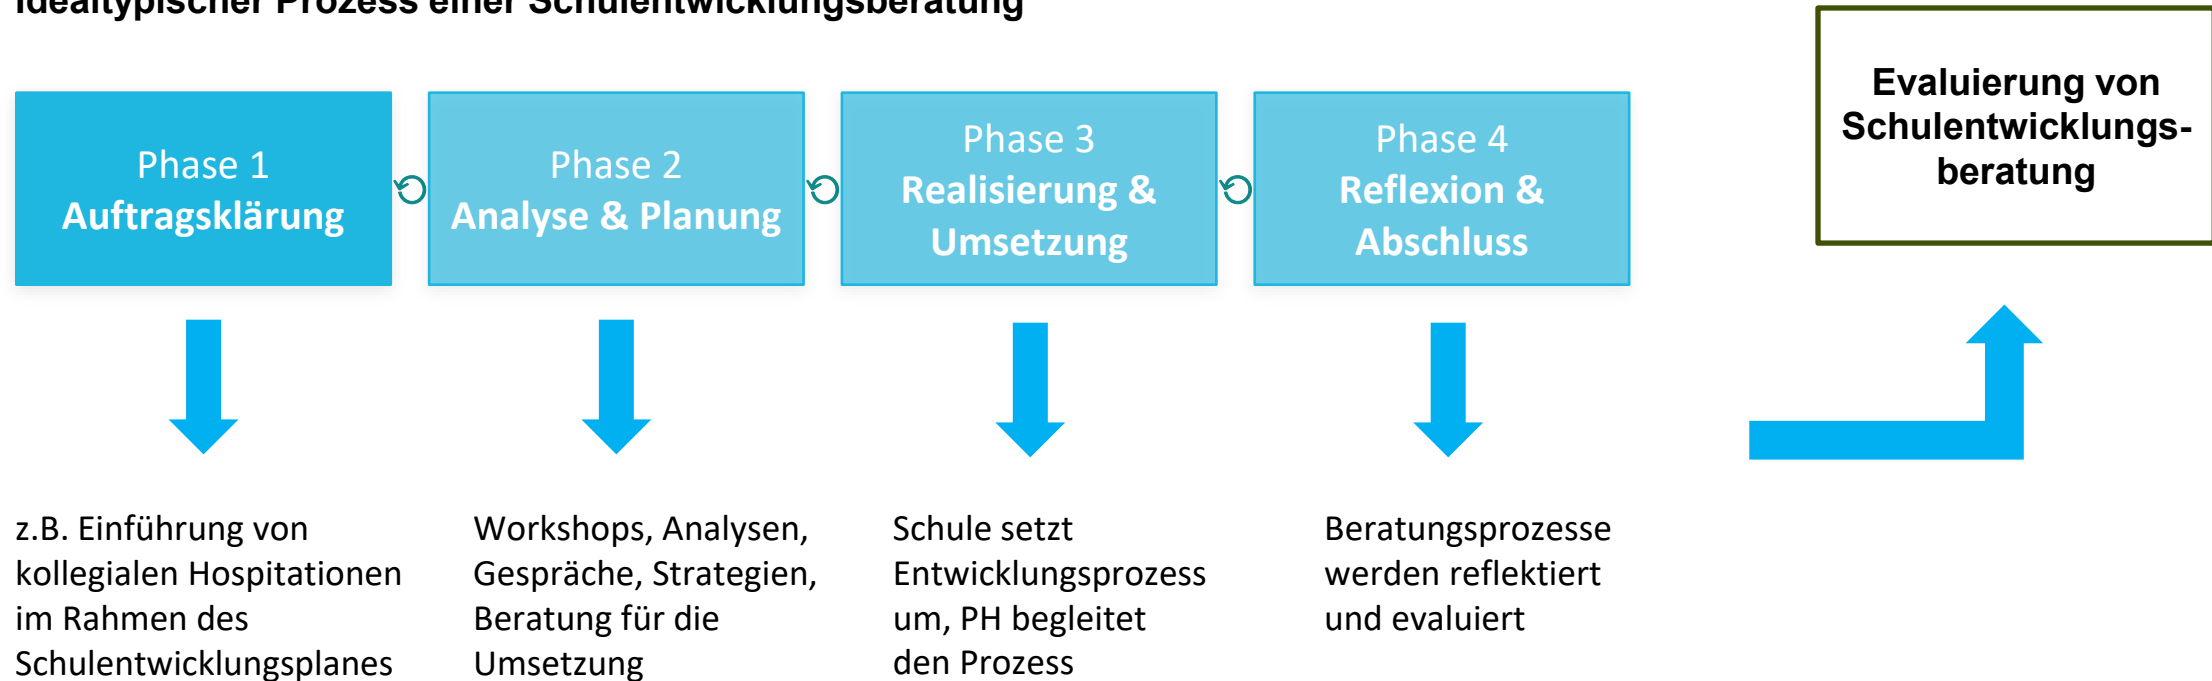 Idealtypischer Prozess einer Schulentwicklungsberatung
Phase 1
Auftragsklärung
Phase 2
Analyse & Planung
Phase 3
Realisierung &
Umsetzung
Phase 4
Reflexion &
Abschluss
Evaluierung von
Schulentwicklungs-
beratung
z.B. Einführung von
kollegialen Hospitationen
im Rahmen des
Schulentwicklungsplanes
Workshops, Analysen,
Gespräche, Strategien,
Beratung für die
Umsetzung
Schule setzt
Entwicklungsprozess
um, PH begleitet
den Prozess
Beratungsprozesse
werden reflektiert
und evaluiert